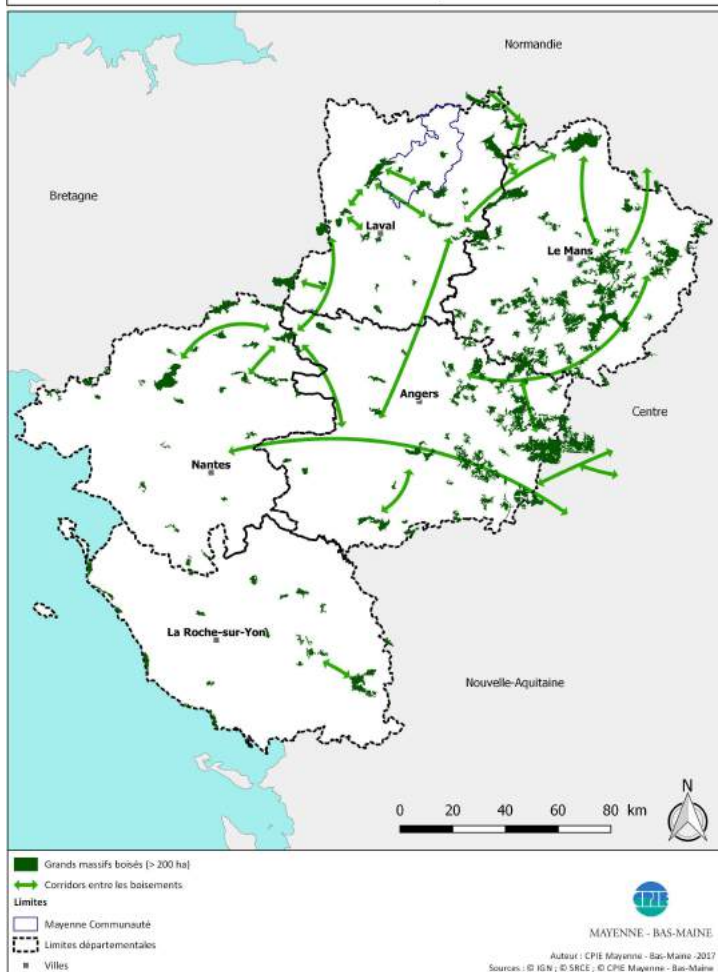 Normandie
Bretagne
Laval
Le Mans
Angers
Centre
Nantes
La Roche-sur-Yon
Nouvelle-Aquitaine
N
0 20 40 60 80 km
Grands massifs boisés (> 200 ha)
Corridors entre les boisements
Limites
Mayenne Communauté
Limites départementales
Villes
CPIE
MAYENNE - BAS-MAINE
Auteur : CPIE Mayenne - Bas-Maine -2017
Sources : © IGN ; © SRCE ; © CPIE Mayenne - Bas-Maine